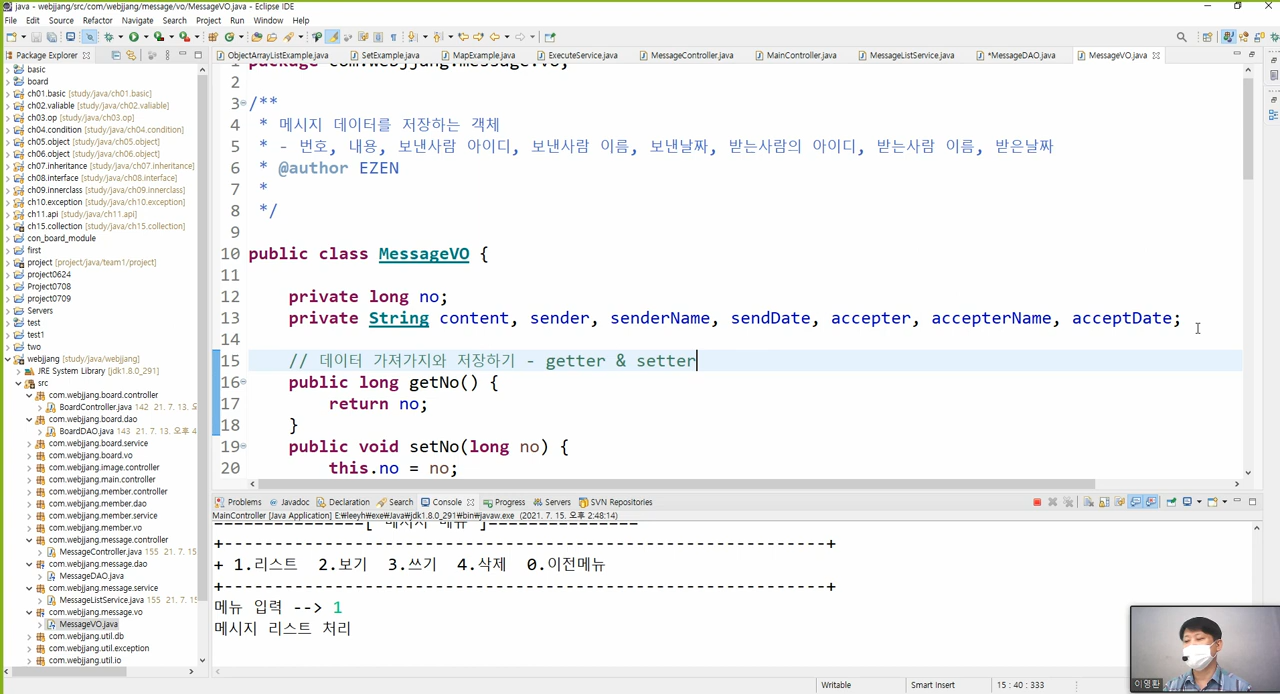 java - webjjang/src/com/webjjang/message/vo/MessageVO.java - Eclipse IDE
File Edit Source Refactor Navigate Search Project Run Window Help
Package Explorer
ObjectArrayListExample.java SetExample.java MapExample.java ExecuteService.java MessageController.java MainController.java MessageListService.java *MessageDAO.java MessageVO.java
basic
board
ch01.basic [study/java/ch01.basic]
ch02.valiable [study/java/ch02.valiable]
ch03.op [study/java/ch03.op]
ch04.condition [study/java/ch04.condition]
ch05.object [study/java/ch05.object]
ch06.object [study/java/ch06.object]
ch07.inheritance [study/java/ch07.inheritance]
ch08.interface [study/java/ch08.interface]
ch09.innerclass [study/java/ch09.innerclass]
ch10.exception [study/java/ch10.exception]
ch11.api [study/java/ch11.api]
ch15.collection [study/java/ch15.collection]
con_board_module
first
project [project/java/team1/project]
project0624
Project0708
project0709
Servers
test
test1
two
webjjang [study/java/webjjang]
JRE System Library [jdk1.8.0_291]
src
com.webjjang.board.controller
BoardController.java 142 21. 7. 13. 오
com.webjjang.board.dao
BoardDAO.java 143 21. 7. 13. 오후 4
com.webjjang.board.service
com.webjjang.board.vo
com.webjjang.image.controller
com.webjjang.main.controller
com.webjjang.member.controller
com.webjjang.member.dao
com.webjjang.member.service
com.webjjang.member.vo
com.webjjang.message.controller
MessageController.java 155 21. 7. 15
com.webjjang.message.dao
MessageDAO.java
com.webjjang.message.service
MessageListService.java 155 21. 7. 15
com.webjjang.message.vo
MessageVO.java
com.webjjang.util.db
com.webjjang.util.exception
com.webjjang.util.io
1 package com.webjjang.message.vo;
2
3 /**
4 * 메시지 데이터를 저장하는 객체
5 * - 번호, 내용, 보낸사람 아이디, 보낸사람 이름, 보낸날짜, 받는사람의 아이디, 받는사람 이름, 받은날짜
6 * @author EZEN
7 *
8 */
9
10 public class MessageVO {
11
12 private long no;
13 private String content, sender, senderName, sendDate, accepter, accepterName, acceptDate;
14
15 // 데이터 가져가지와 저장하기 - getter & setter
16 public long getNo() {
17 return no;
18 }
19 public void setNo(long no) {
20 this.no = no;
Problems Javadoc Declaration Search Console Progress Servers SVN Repositories
MainController [Java Application] E:\leeyh\exe\java\jdk1.8.0_291\bin\javaw.exe (2021. 7. 15. 오후 2:48:14)
===============[ 메시지 메뉴 ]===============
+-------------------------------------------------------------+
+ 1.리스트 2.보기 3.쓰기 4.삭제 0.이전메뉴
+-------------------------------------------------------------+
메뉴 입력 --> 1
메시지 리스트 처리
이영환
Writable Smart Insert 15 : 40 : 333